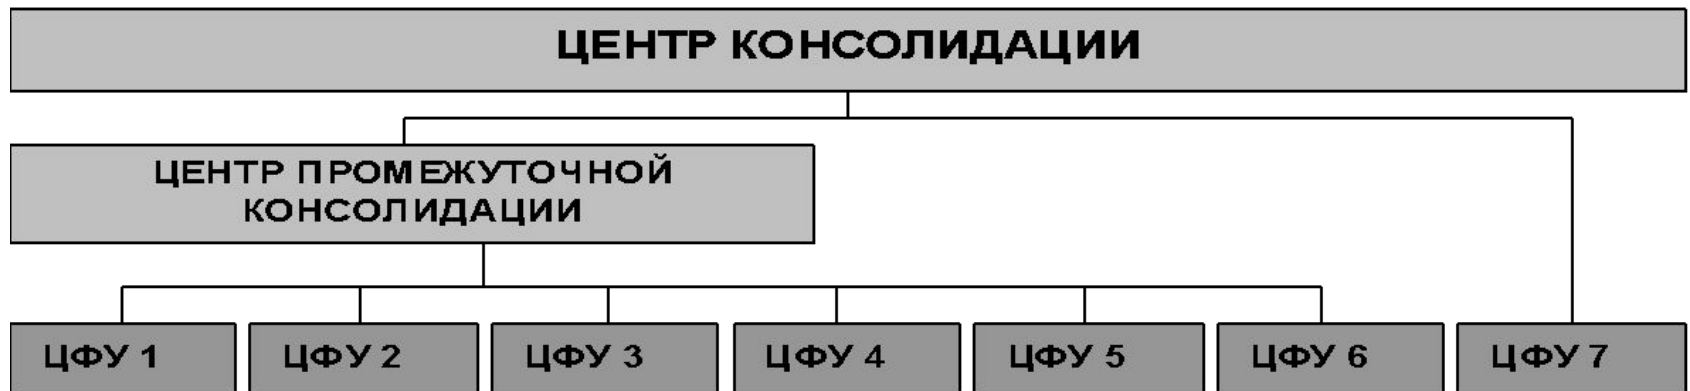 ЦЕНТР КОНСОЛИДАЦИИ
ЦЕНТР ПРОМЕЖУТОЧНОЙ
КОНСОЛИДАЦИИ
ЦФУ 1
ЦФУ 2
ЦФУ 3
ЦФУ 4
ЦФУ 5
ЦФУ 6
ЦФУ 7